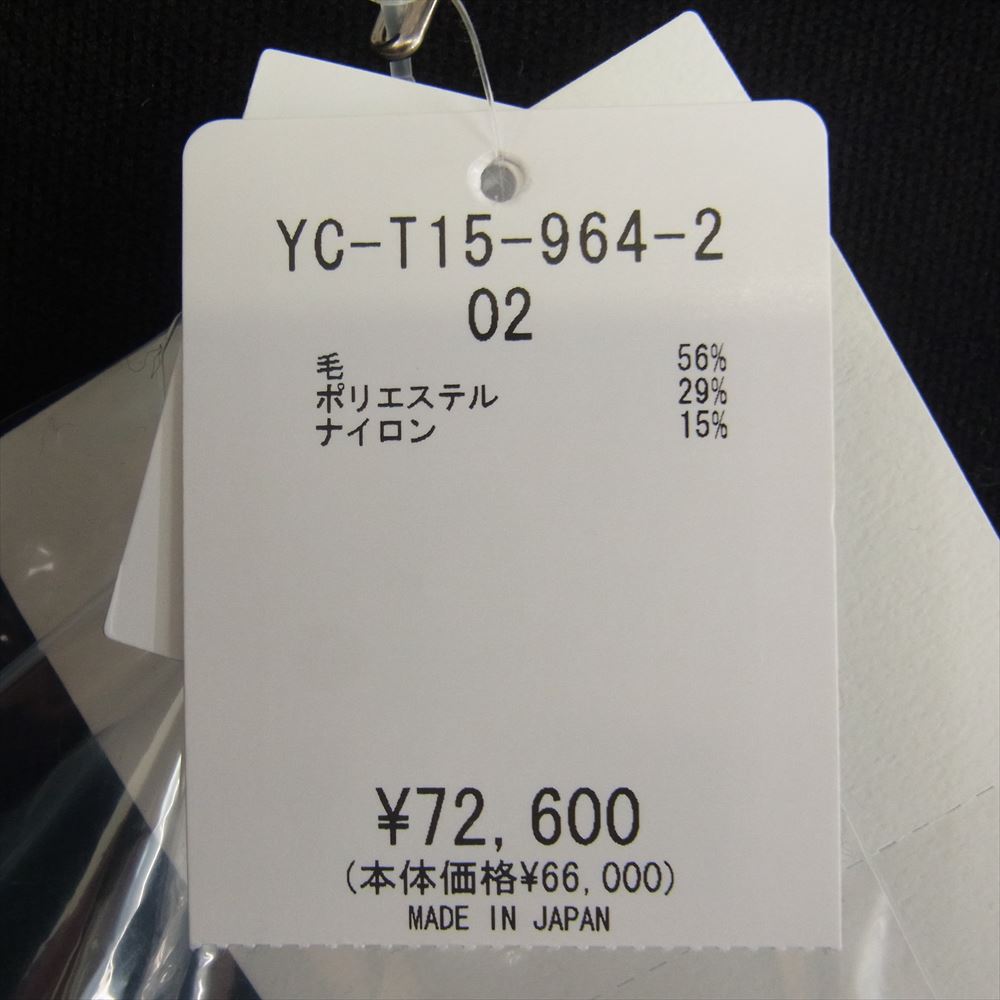 YC-T15-964-2
02
毛 56%
ポリエステル 29%
ナイロン 15%
¥72,600
(本体価格¥66,000)
MADE IN JAPAN